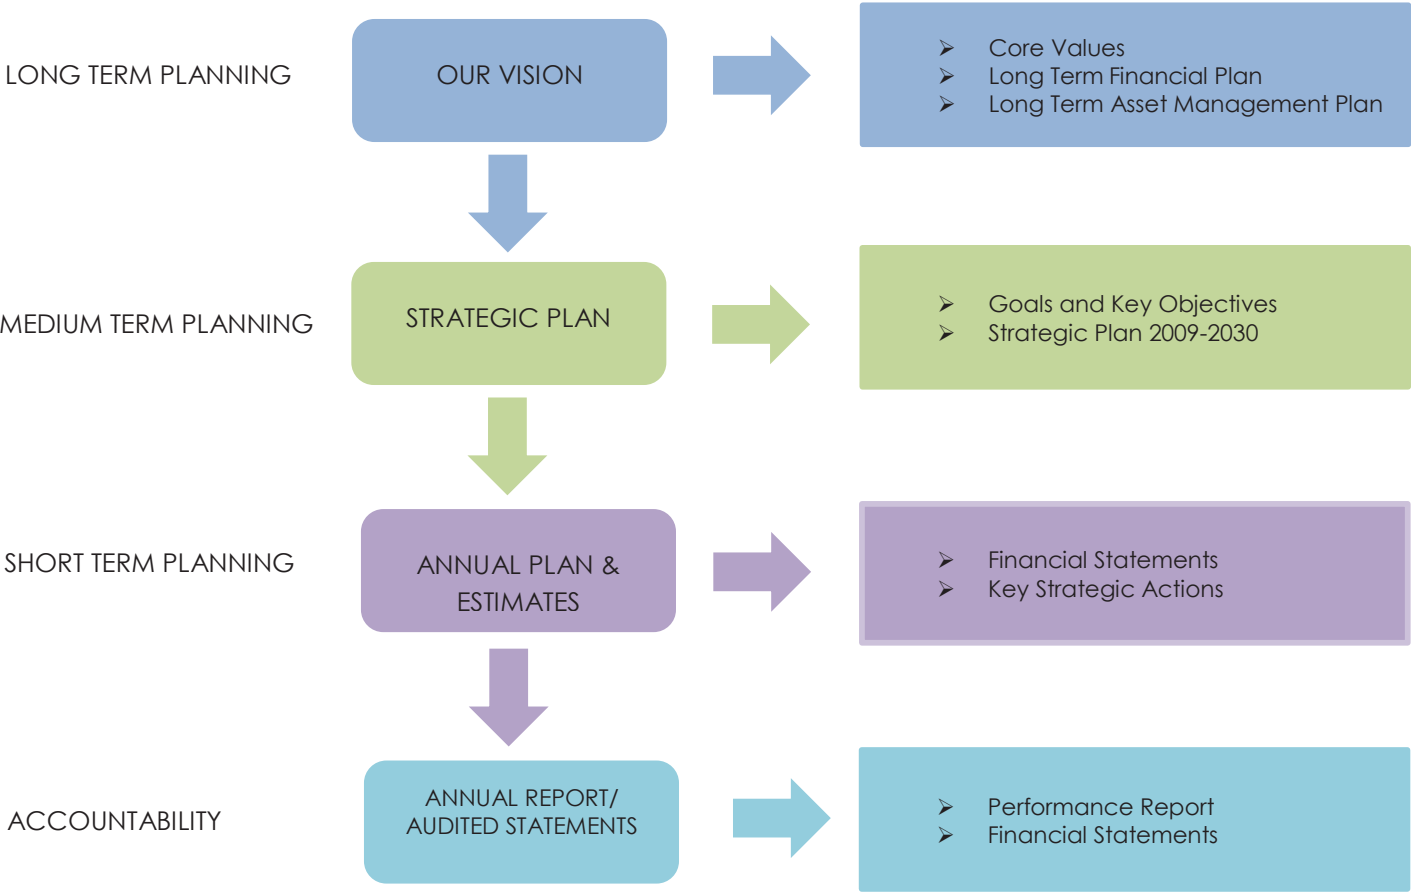 LONG TERM PLANNING
OUR VISION
➢ Core Values
➢ Long Term Financial Plan
➢ Long Term Asset Management Plan
MEDIUM TERM PLANNING
STRATEGIC PLAN
➢ Goals and Key Objectives
➢ Strategic Plan 2009-2030
SHORT TERM PLANNING
ANNUAL PLAN &
ESTIMATES
➢ Financial Statements
➢ Key Strategic Actions
ACCOUNTABILITY
ANNUAL REPORT/
AUDITED STATEMENTS
➢ Performance Report
➢ Financial Statements